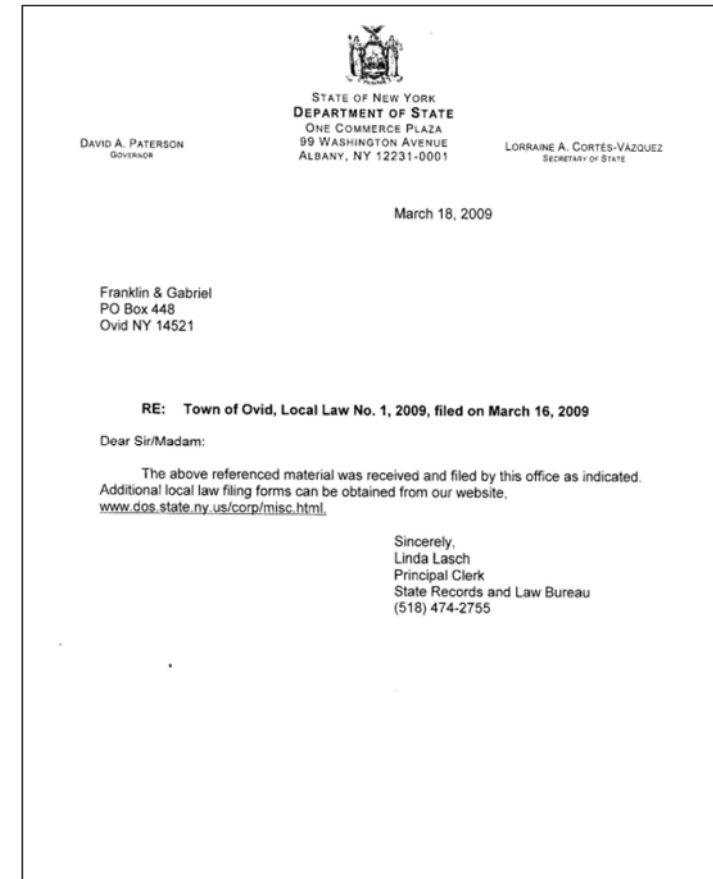 STATE OF NEW YORK
DEPARTMENT OF STATE
ONE COMMERCE PLAZA
99 WASHINGTON AVENUE
ALBANY, NY 12231-0001
DAVID A. PATERSON
GOVERNOR
LORRAINE A. CORTÉS-VÁZQUEZ
SECRETARY OF STATE
March 18, 2009
Franklin & Gabriel
PO Box 448
Ovid NY 14521
RE: Town of Ovid, Local Law No. 1, 2009, filed on March 16, 2009
Dear Sir/Madam:
The above referenced material was received and filed by this office as indicated.
Additional local law filing forms can be obtained from our website,
www.dos.state.ny.us/corp/misc.html.
Sincerely,
Linda Lasch
Principal Clerk
State Records and Law Bureau
(518) 474-2755